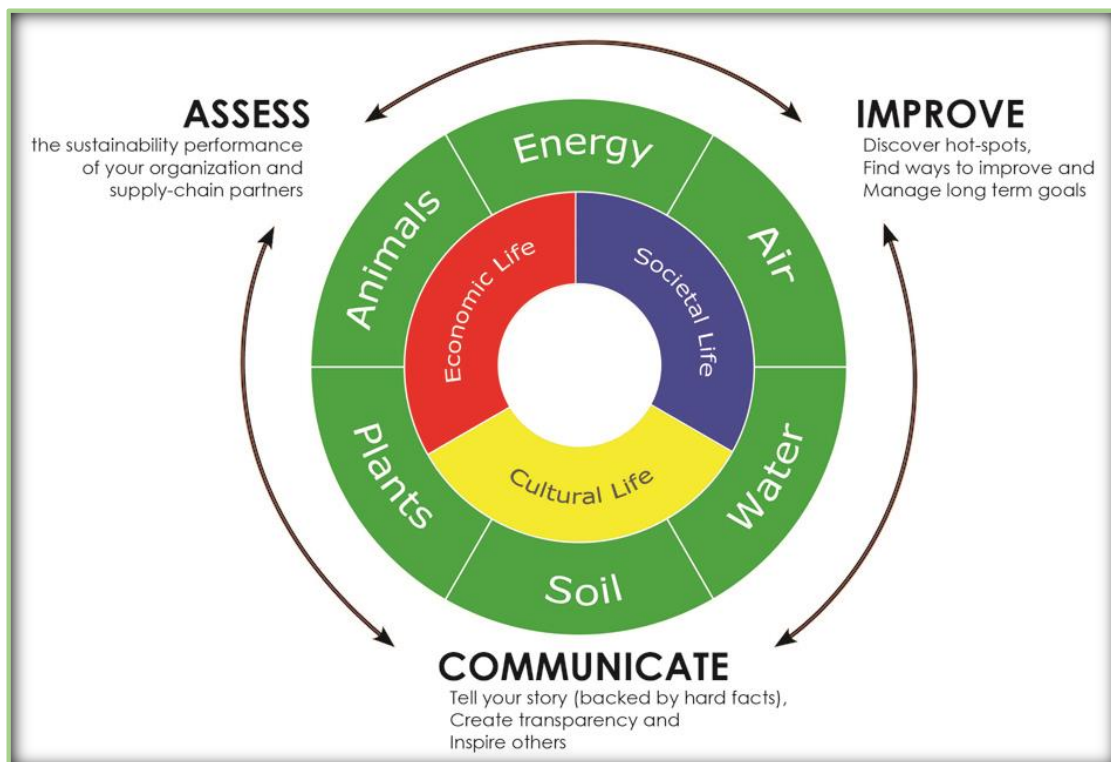 ASSESS
the sustainability performance
of your organization and
supply-chain partners
IMPROVE
Discover hot-spots,
Find ways to improve and
Manage long term goals
Energy
Air
Water
Soil
Plants
Animals
Economic Life
Societal Life
Cultural Life
COMMUNICATE
Tell your story (backed by hard facts),
Create transparency and
Inspire others